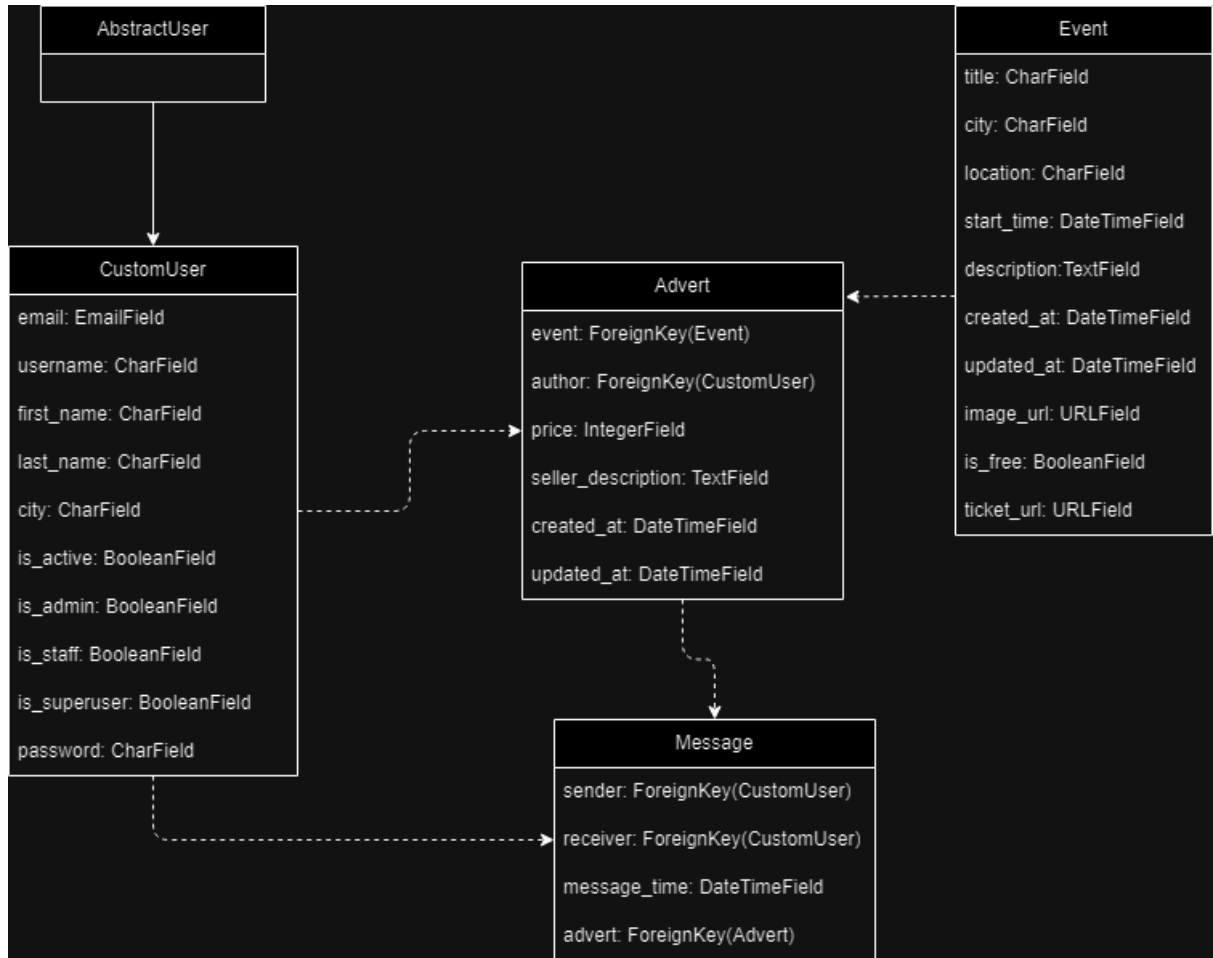 AbstractUser
CustomUser
email: EmailField
username: CharField
first_name: CharField
last_name: CharField
city: CharField
is_active: BooleanField
is_admin: BooleanField
is_staff: BooleanField
is_superuser: BooleanField
password: CharField
Advert
event: ForeignKey(Event)
author: ForeignKey(CustomUser)
price: IntegerField
seller_description: TextField
created_at: DateTimeField
updated_at: DateTimeField
Event
title: CharField
city: CharField
location: CharField
start_time: DateTimeField
description:TextField
created_at: DateTimeField
updated_at: DateTimeField
image_url: URLField
is_free: BooleanField
ticket_url: URLField
Message
sender: ForeignKey(CustomUser)
receiver: ForeignKey(CustomUser)
message_time: DateTimeField
advert: ForeignKey(Advert)